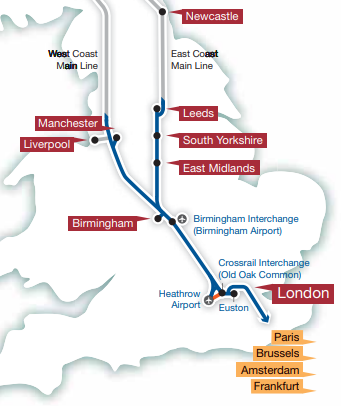 Newcastle
West Coast
Main Line
East Coast
Main Line
Leeds
Manchester
South Yorkshire
Liverpool
East Midlands
Birmingham
Birmingham Interchange
(Birmingham Airport)
Crossrail Interchange
(Old Oak Common)
Heathrow
Airport
London
Euston
Paris
Brussels
Amsterdam
Frankfurt